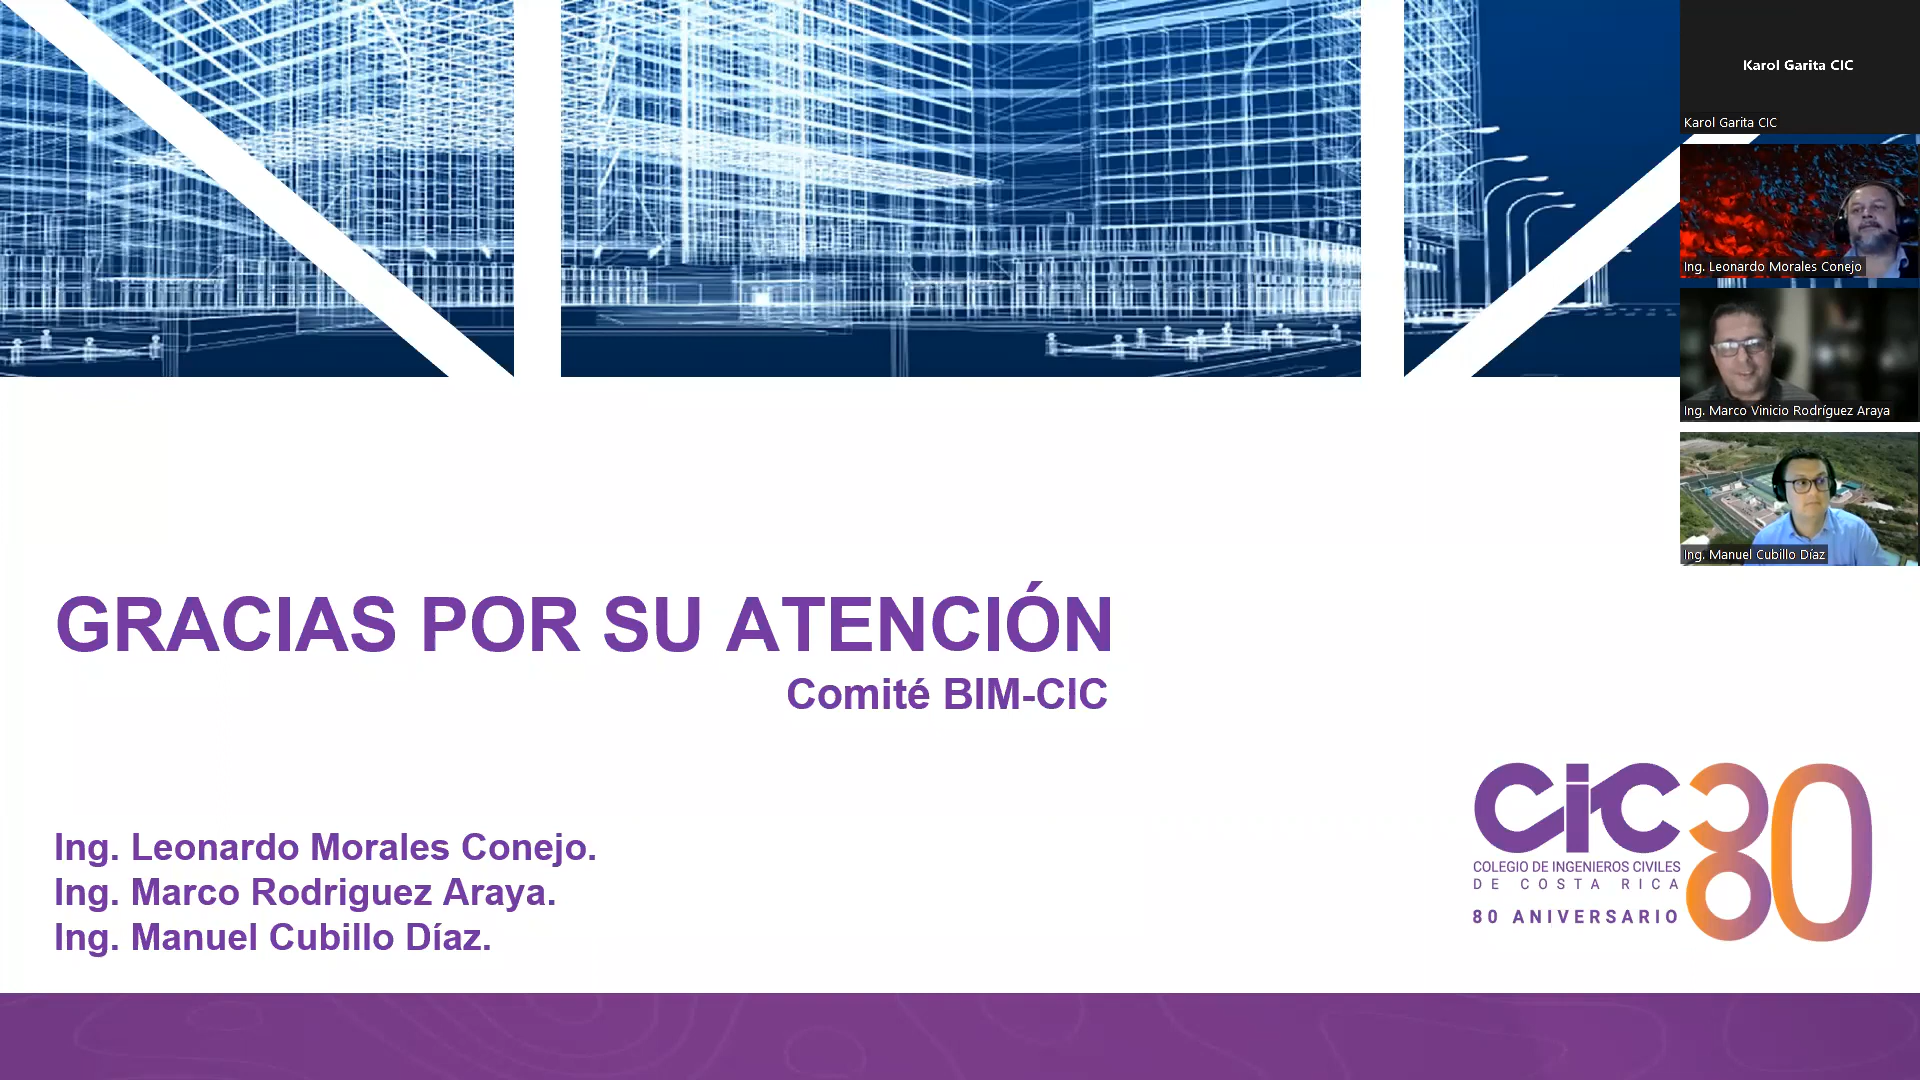 Karol Garita CIC
Karol Garita CIC
Ing. Leonardo Morales Conejo
Ing. Marco Vinicio Rodríguez Araya
Ing. Manuel Cubillo Díaz
GRACIAS POR SU ATENCIÓN
Comité BIM-CIC
Ing. Leonardo Morales Conejo.
Ing. Marco Rodriguez Araya.
Ing. Manuel Cubillo Díaz.
cic 80
COLEGIO DE INGENIEROS CIVILES
DE COSTA RICA
80 ANIVERSARIO